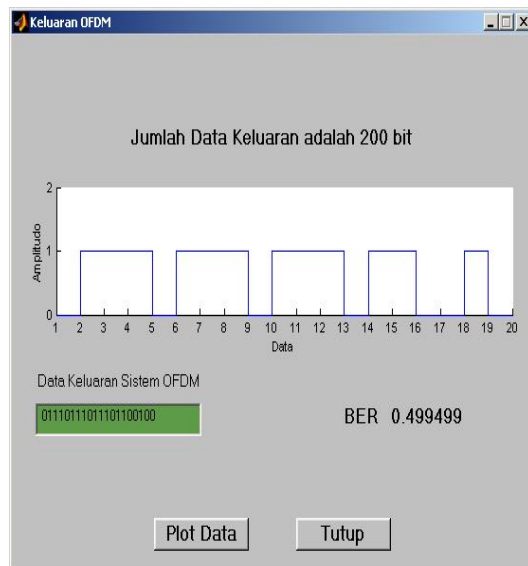 Keluaran OFDM
Jumlah Data Keluaran adalah 200 bit
2
1
0
Amplitudo
1 2 3 4 5 6 7 8 9 10 11 12 13 14 15 16 17 18 19 20
Data
Data Keluaran Sistem OFDM
01110111011101100100
BER 0.499499
Plot Data
Tutup